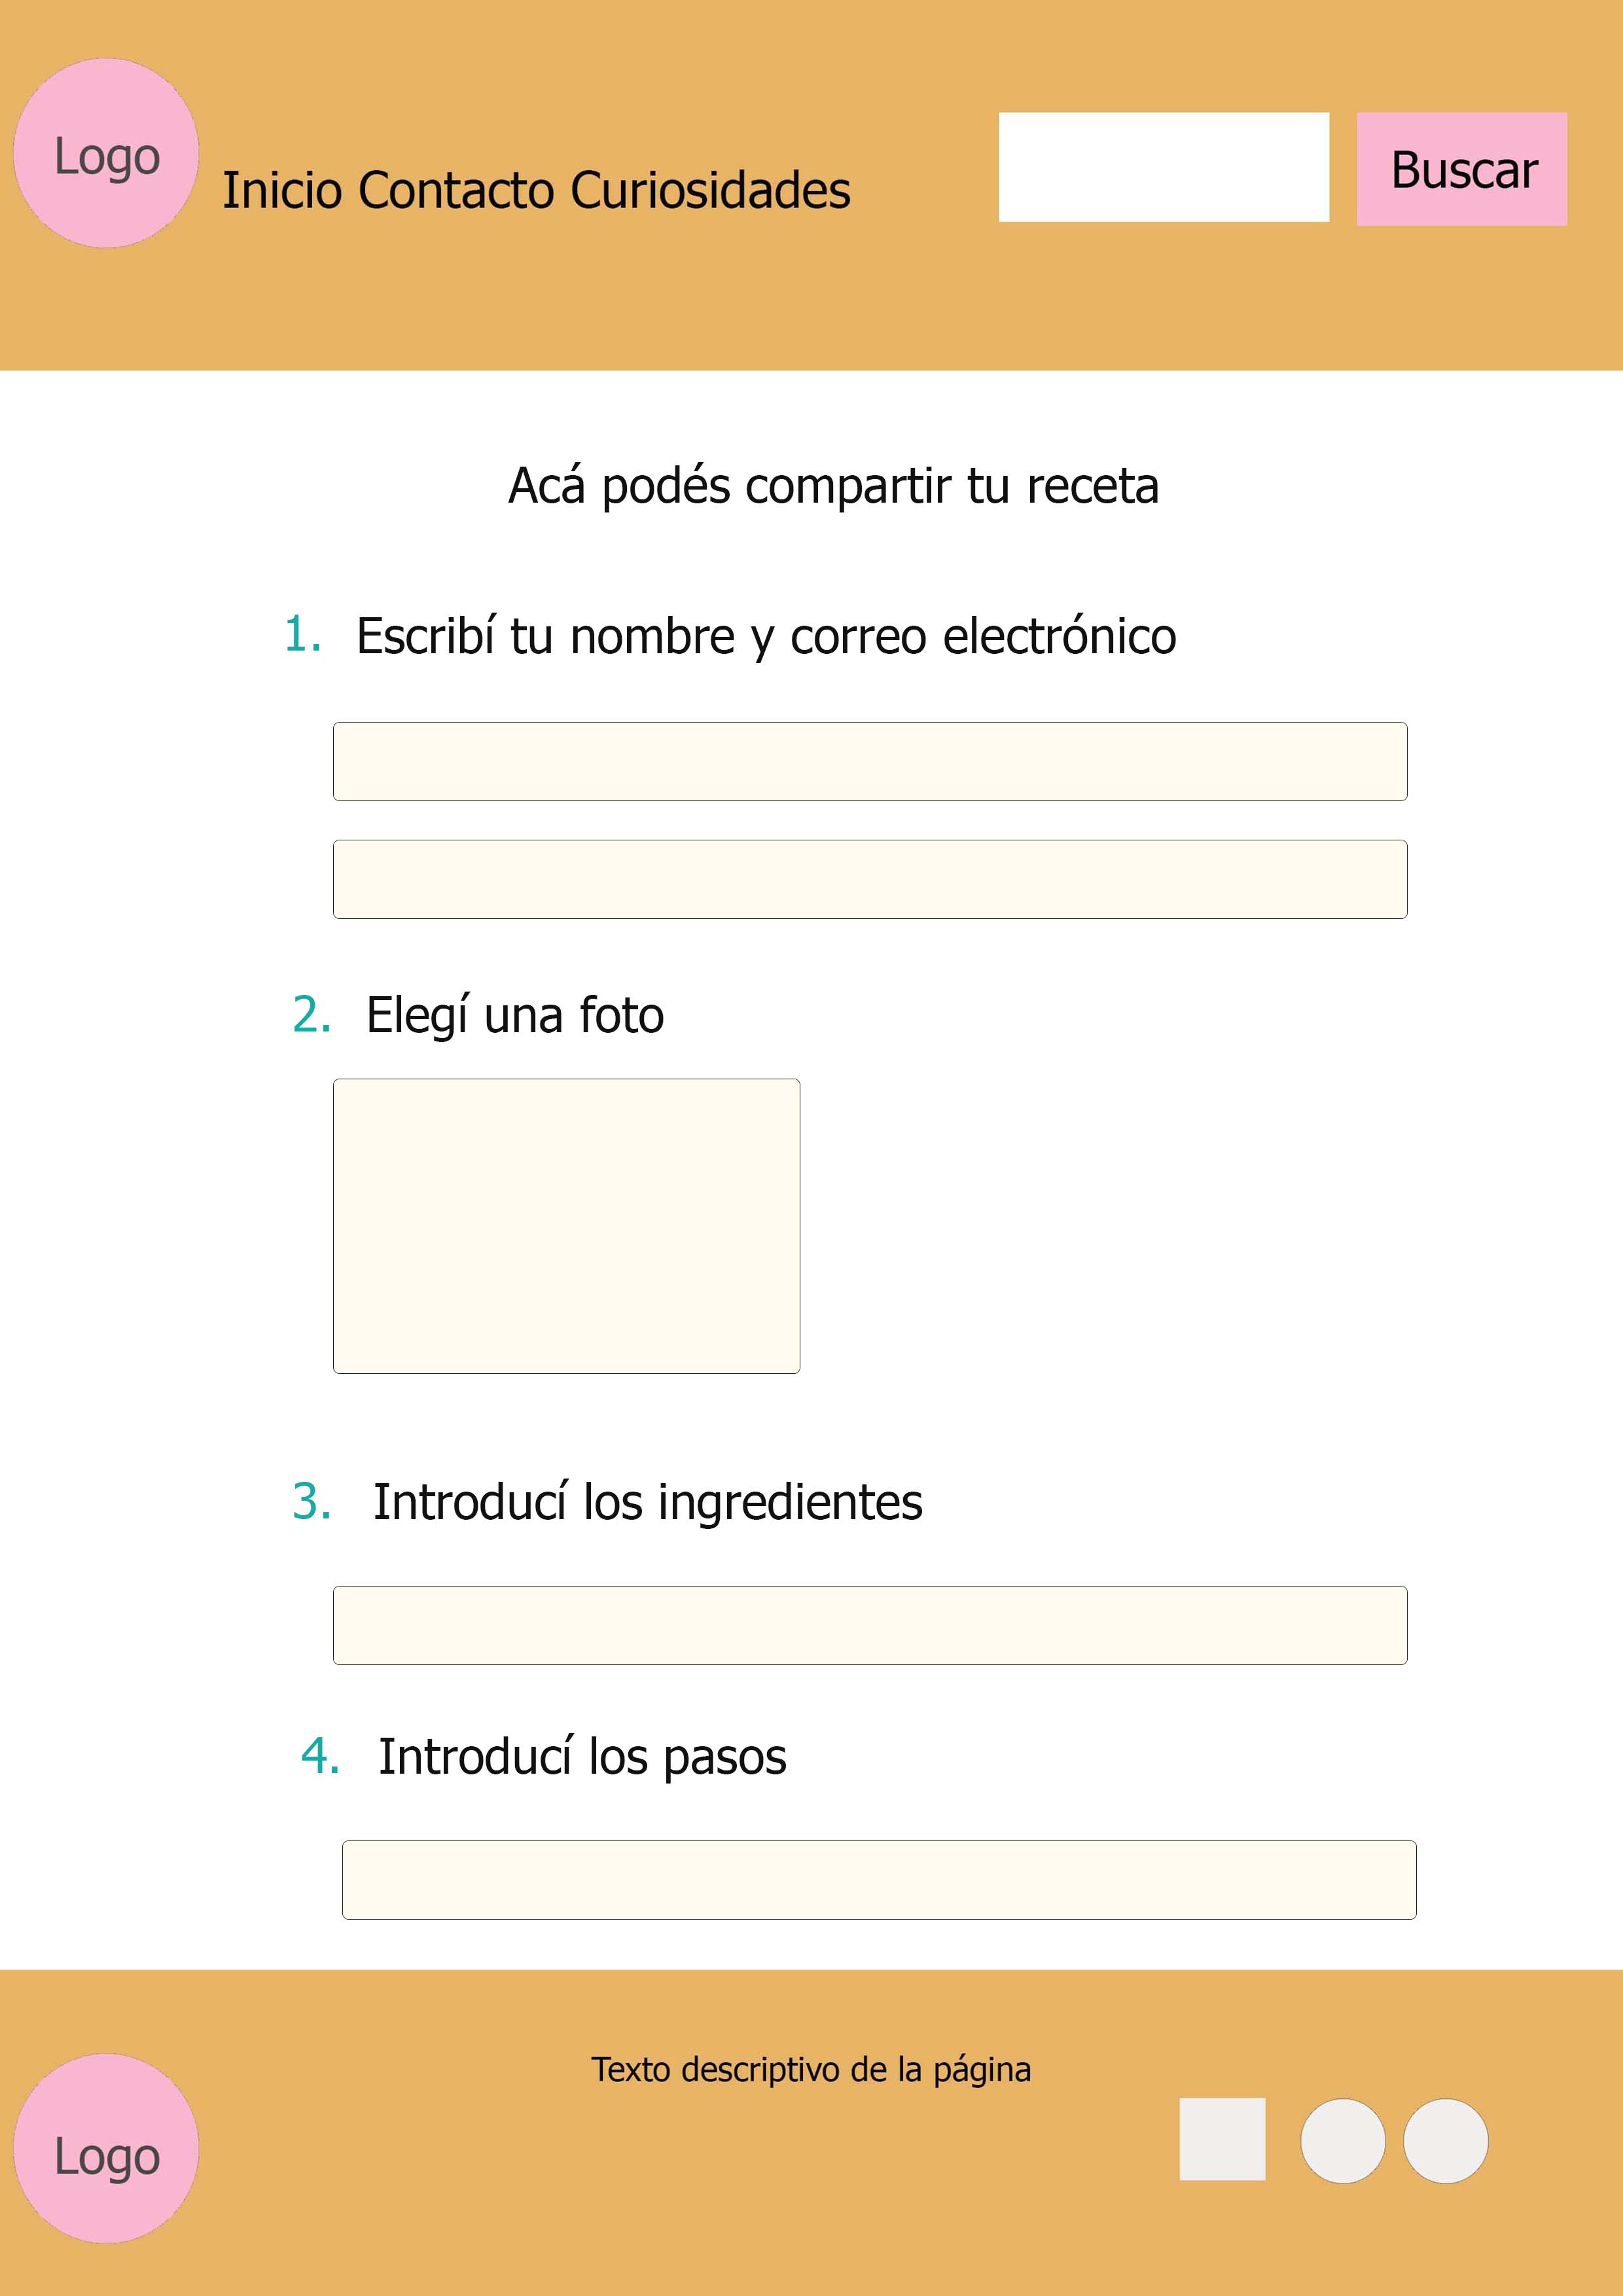 Logo
Inicio Contacto Curiosidades
Buscar
Acá podés compartir tu receta
1. Escribí tu nombre y correo electrónico
2. Elegí una foto
3. Introducí los ingredientes
4. Introducí los pasos
Texto descriptivo de la página
Logo